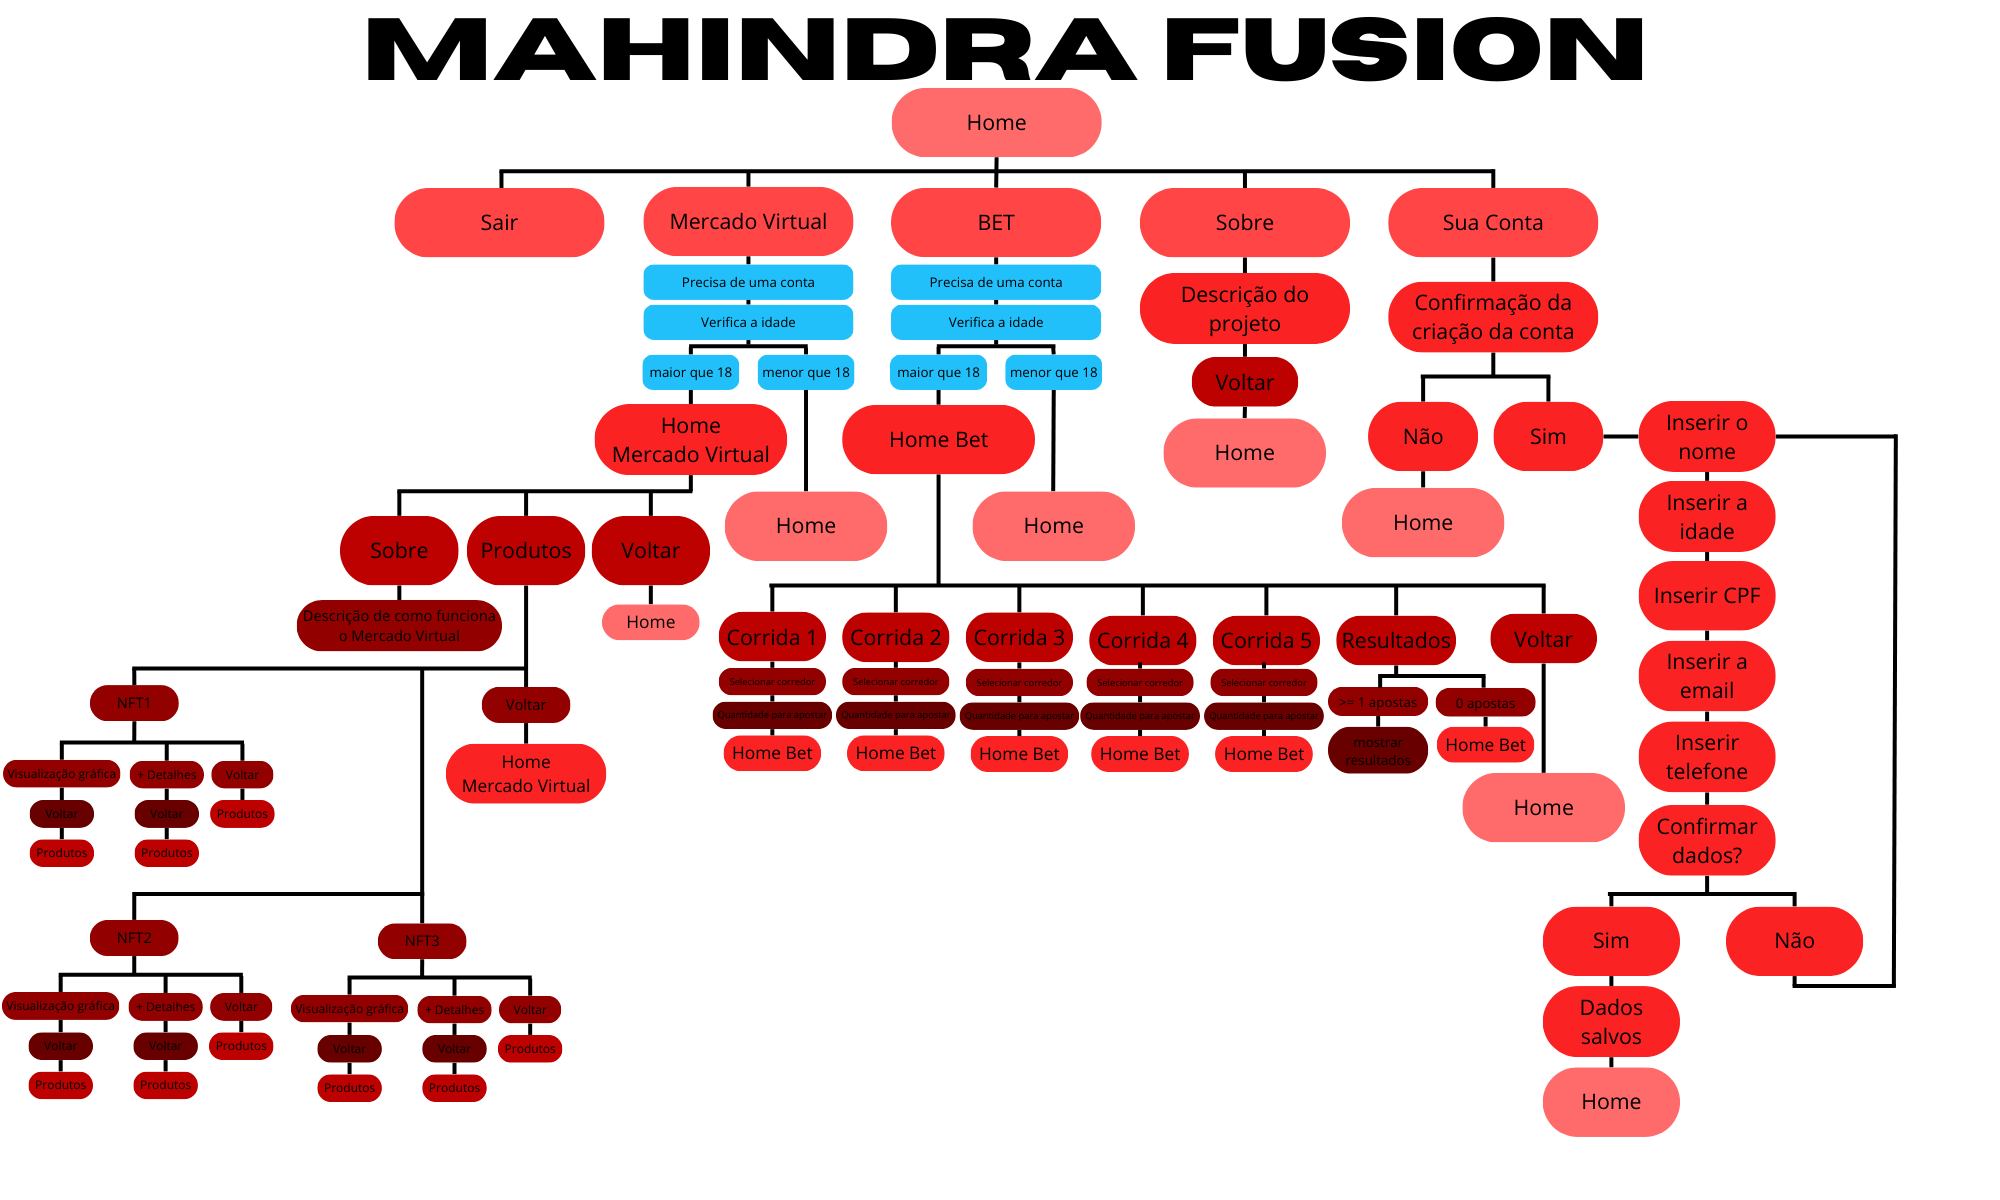 MAHINDRA FUSION
Home
Sair
Mercado Virtual
BET
Sobre
Sua Conta
Precisa de uma conta
Verifica a idade
maior que 18
menor que 18
Precisa de uma conta
Verifica a idade
maior que 18
menor que 18
Descrição do
projeto
Voltar
Home
Confirmação da
criação da conta
Não
Sim
Home
Home
Mercado Virtual
Home
Home Bet
Home
Sobre
Produtos
Voltar
Descrição de como funciona
o Mercado Virtual
Home
Inserir o
nome
Inserir a
idade
Inserir CPF
Inserir a
email
Inserir
telefone
Confirmar
dados?
Sim
Não
Dados
salvos
Home
Corrida 1
Corrida 2
Corrida 3
Corrida 4
Corrida 5
Resultados
Voltar
Selecionar corredor
Selecionar corredor
Selecionar corredor
Selecionar corredor
Selecionar corredor
Quantidade para apostar
Quantidade para apostar
Quantidade para apostar
Quantidade para apostar
Quantidade para apostar
Home Bet
Home Bet
Home Bet
Home Bet
Home Bet
>= 1 apostas
0 apostas
mostrar
resultados
Home Bet
Home
NFT1
Voltar
Home
Mercado Virtual
Visualização gráfica
+ Detalhes
Voltar
Voltar
Voltar
Produtos
Produtos
Produtos
NFT2
Visualização gráfica
+ Detalhes
Voltar
Voltar
Voltar
Produtos
Produtos
Produtos
NFT3
Visualização gráfica
+ Detalhes
Voltar
Voltar
Voltar
Produtos
Produtos
Produtos